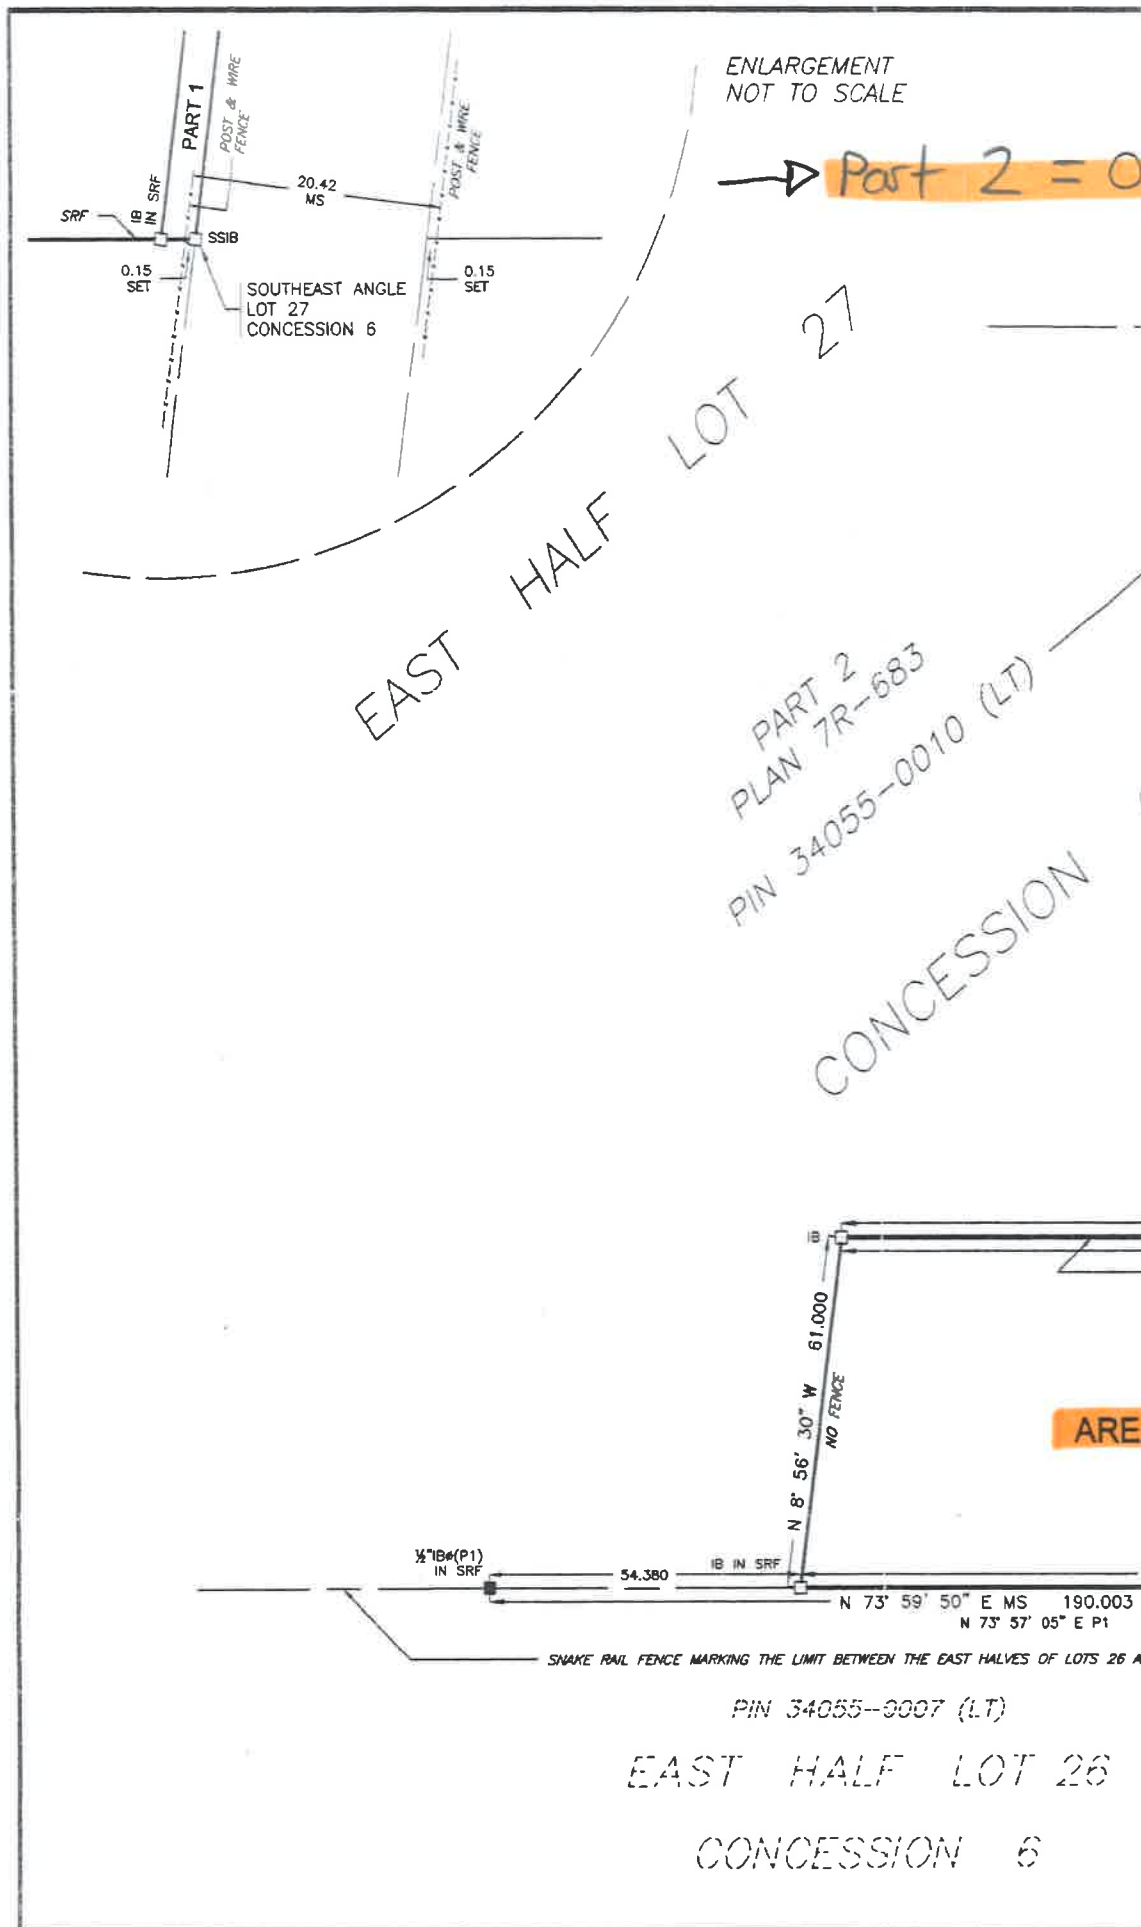 ENLARGEMENT
NOT TO SCALE
Part 2 = 0
PART 1
POST & WIRE
FENCE
POST & WIRE
FENCE
20.42
MS
IB
IN SRF
SRF
SSIB
0.15
SET
0.15
SET
SOUTHEAST ANGLE
LOT 27
CONCESSION 6
EAST HALF LOT 27
PART 2
PLAN 7R-683
PIN 34055-0010 (LT)
CONCESSION
IB
N 8° 56' 30" W 61.000
NO FENCE
ARE
½"IBø(P1)
IN SRF
54.380
IB IN SRF
N 73° 59' 50" E MS 190.003
N 73° 57' 05" E P1
SNAKE RAIL FENCE MARKING THE LIMIT BETWEEN THE EAST HALVES OF LOTS 26 A
PIN 34055-0007 (LT)
EAST HALF LOT 26
CONCESSION 6